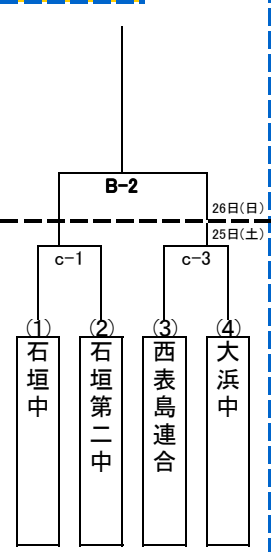 B-2
26日(日)
25日(土)
c-1
c-3
(1)
(2)
(3)
(4)
石垣中
石垣第二中
西表島連合
大浜中